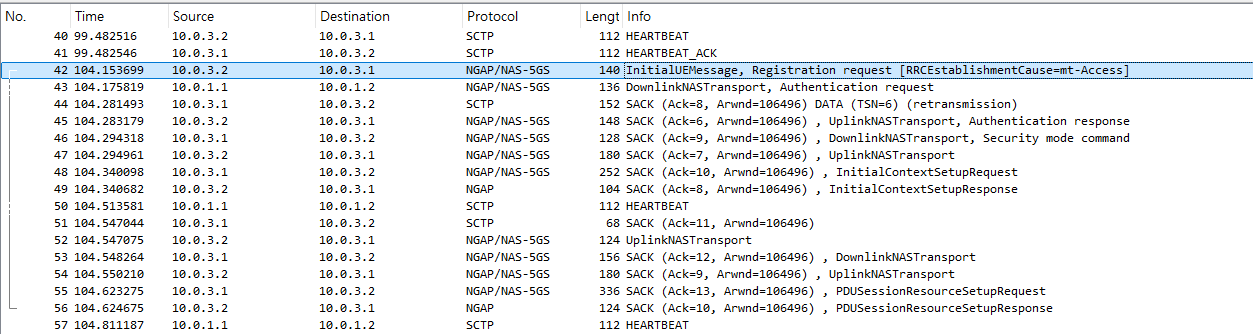 No. Time Source Destination Protocol Lengt Info
40 99.482516 10.0.3.2 10.0.3.1 SCTP 112 HEARTBEAT
41 99.482546 10.0.3.1 10.0.3.2 SCTP 112 HEARTBEAT_ACK
42 104.153699 10.0.3.2 10.0.3.1 NGAP/NAS-5GS 140 InitialUEMessage, Registration request [RRCEstablishmentCause=mt-Access]
43 104.175819 10.0.1.1 10.0.1.2 NGAP/NAS-5GS 136 DownlinkNASTransport, Authentication request
44 104.281493 10.0.3.1 10.0.3.2 SCTP 152 SACK (Ack=8, Arwnd=106496) DATA (TSN=6) (retransmission)
45 104.283179 10.0.3.2 10.0.3.1 NGAP/NAS-5GS 148 SACK (Ack=6, Arwnd=106496) , UplinkNASTransport, Authentication response
46 104.294318 10.0.3.1 10.0.3.2 NGAP/NAS-5GS 128 SACK (Ack=9, Arwnd=106496) , DownlinkNASTransport, Security mode command
47 104.294961 10.0.3.2 10.0.3.1 NGAP/NAS-5GS 180 SACK (Ack=7, Arwnd=106496) , UplinkNASTransport
48 104.340098 10.0.3.1 10.0.3.2 NGAP/NAS-5GS 252 SACK (Ack=10, Arwnd=106496) , InitialContextSetupRequest
49 104.340682 10.0.3.2 10.0.3.1 NGAP 104 SACK (Ack=8, Arwnd=106496) , InitialContextSetupResponse
50 104.513581 10.0.1.1 10.0.1.2 SCTP 112 HEARTBEAT
51 104.547044 10.0.3.1 10.0.3.2 SCTP 68 SACK (Ack=11, Arwnd=106496)
52 104.547075 10.0.3.2 10.0.3.1 NGAP/NAS-5GS 124 UplinkNASTransport
53 104.548264 10.0.3.1 10.0.3.2 NGAP/NAS-5GS 156 SACK (Ack=12, Arwnd=106496) , DownlinkNASTransport
54 104.550210 10.0.3.2 10.0.3.1 NGAP/NAS-5GS 180 SACK (Ack=9, Arwnd=106496) , UplinkNASTransport
55 104.623275 10.0.3.1 10.0.3.2 NGAP/NAS-5GS 336 SACK (Ack=13, Arwnd=106496) , PDUSessionResourceSetupRequest
56 104.624675 10.0.3.2 10.0.3.1 NGAP 124 SACK (Ack=10, Arwnd=106496) , PDUSessionResourceSetupResponse
57 104.811187 10.0.1.1 10.0.1.2 SCTP 112 HEARTBEAT